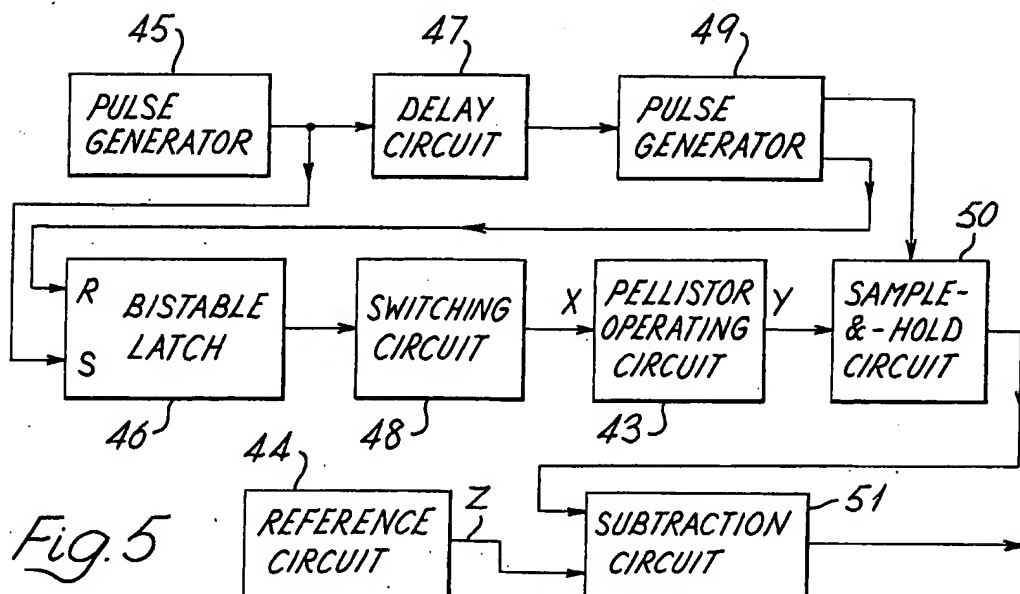 45
47
49
PULSE
GENERATOR
DELAY
CIRCUIT
PULSE
GENERATOR
50
R
S
BISTABLE
LATCH
SWITCHING
CIRCUIT
X
PELLISTOR
OPERATING
CIRCUIT
Y
SAMPLE-
&-HOLD
CIRCUIT
46
48
43
44
Z
51
REFERENCE
CIRCUIT
SUBTRACTION
CIRCUIT
Fig. 5